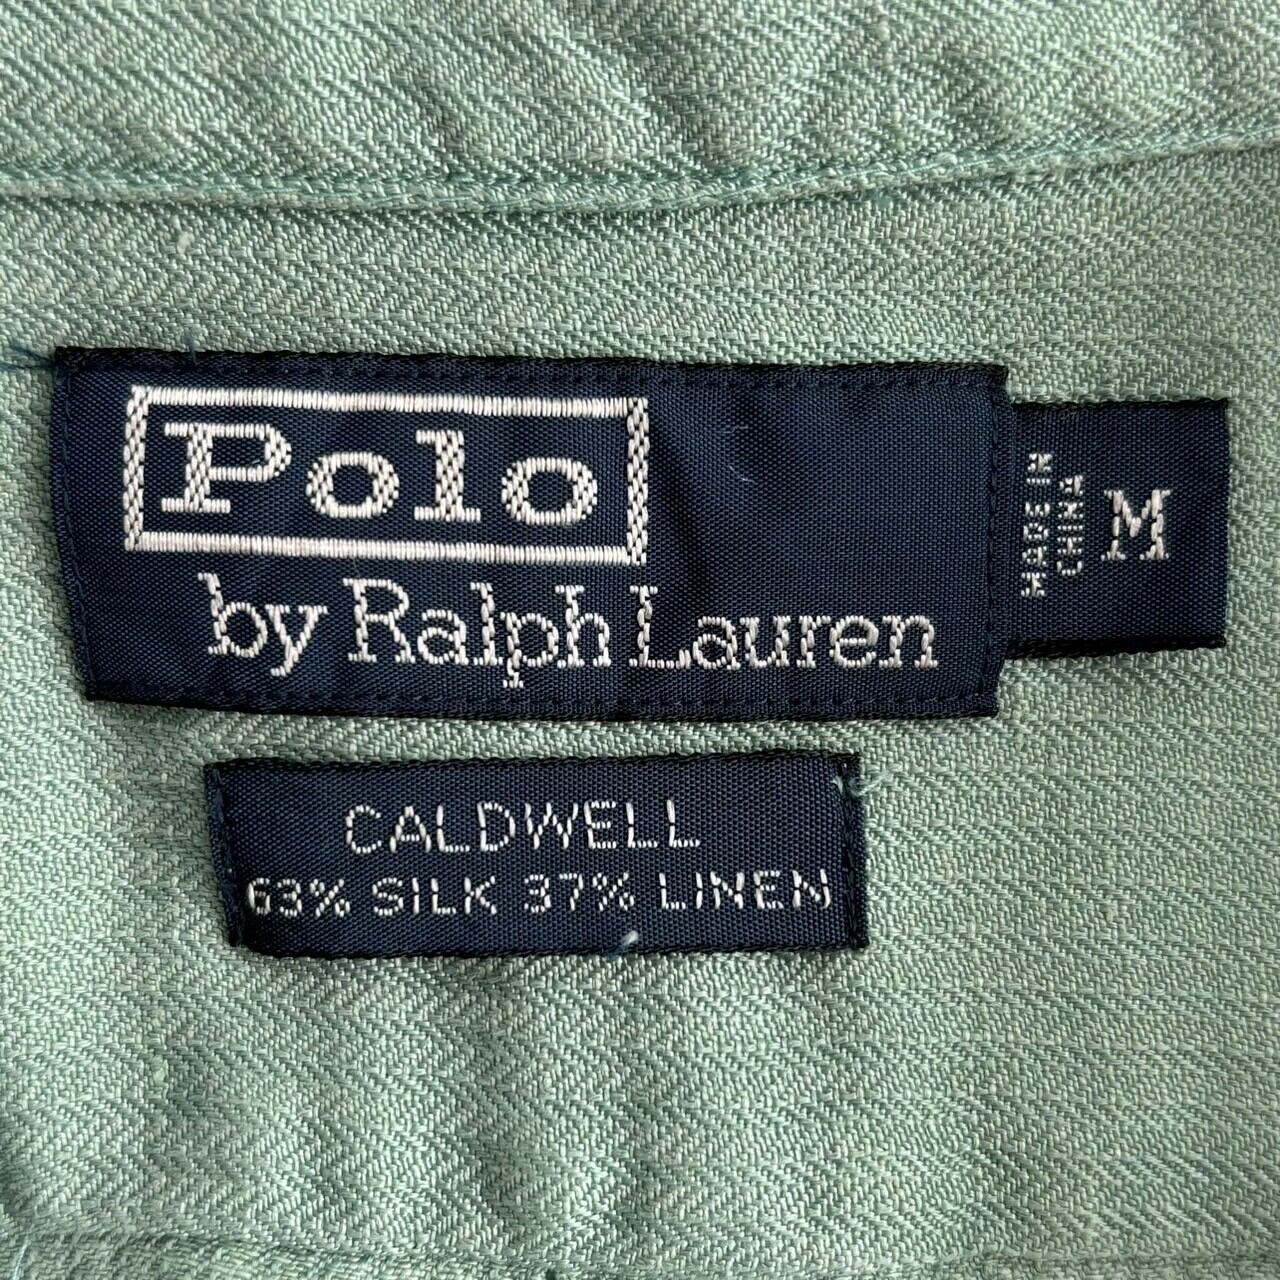 Polo
by Ralph Lauren
MADE IN
CHINA
M
CALDWELL
63% SILK 37% LINEN